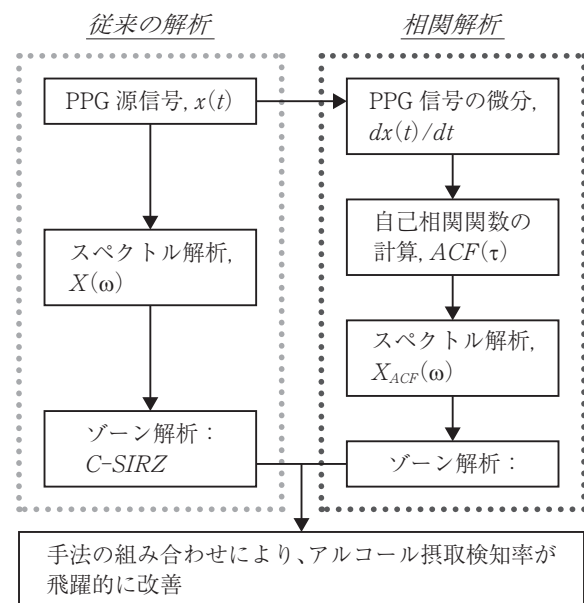 従来の解析
相関解析
PPG 源信号, x(t)
PPG 信号の微分,
dx(t)/dt
自己相関関数の
計算, ACF(τ)
スペクトル解析,
X(ω)
スペクトル解析,
X_ACF(ω)
ゾーン解析：
C-SIRZ
ゾーン解析：
手法の組み合わせにより、アルコール摂取検知率が
飛躍的に改善